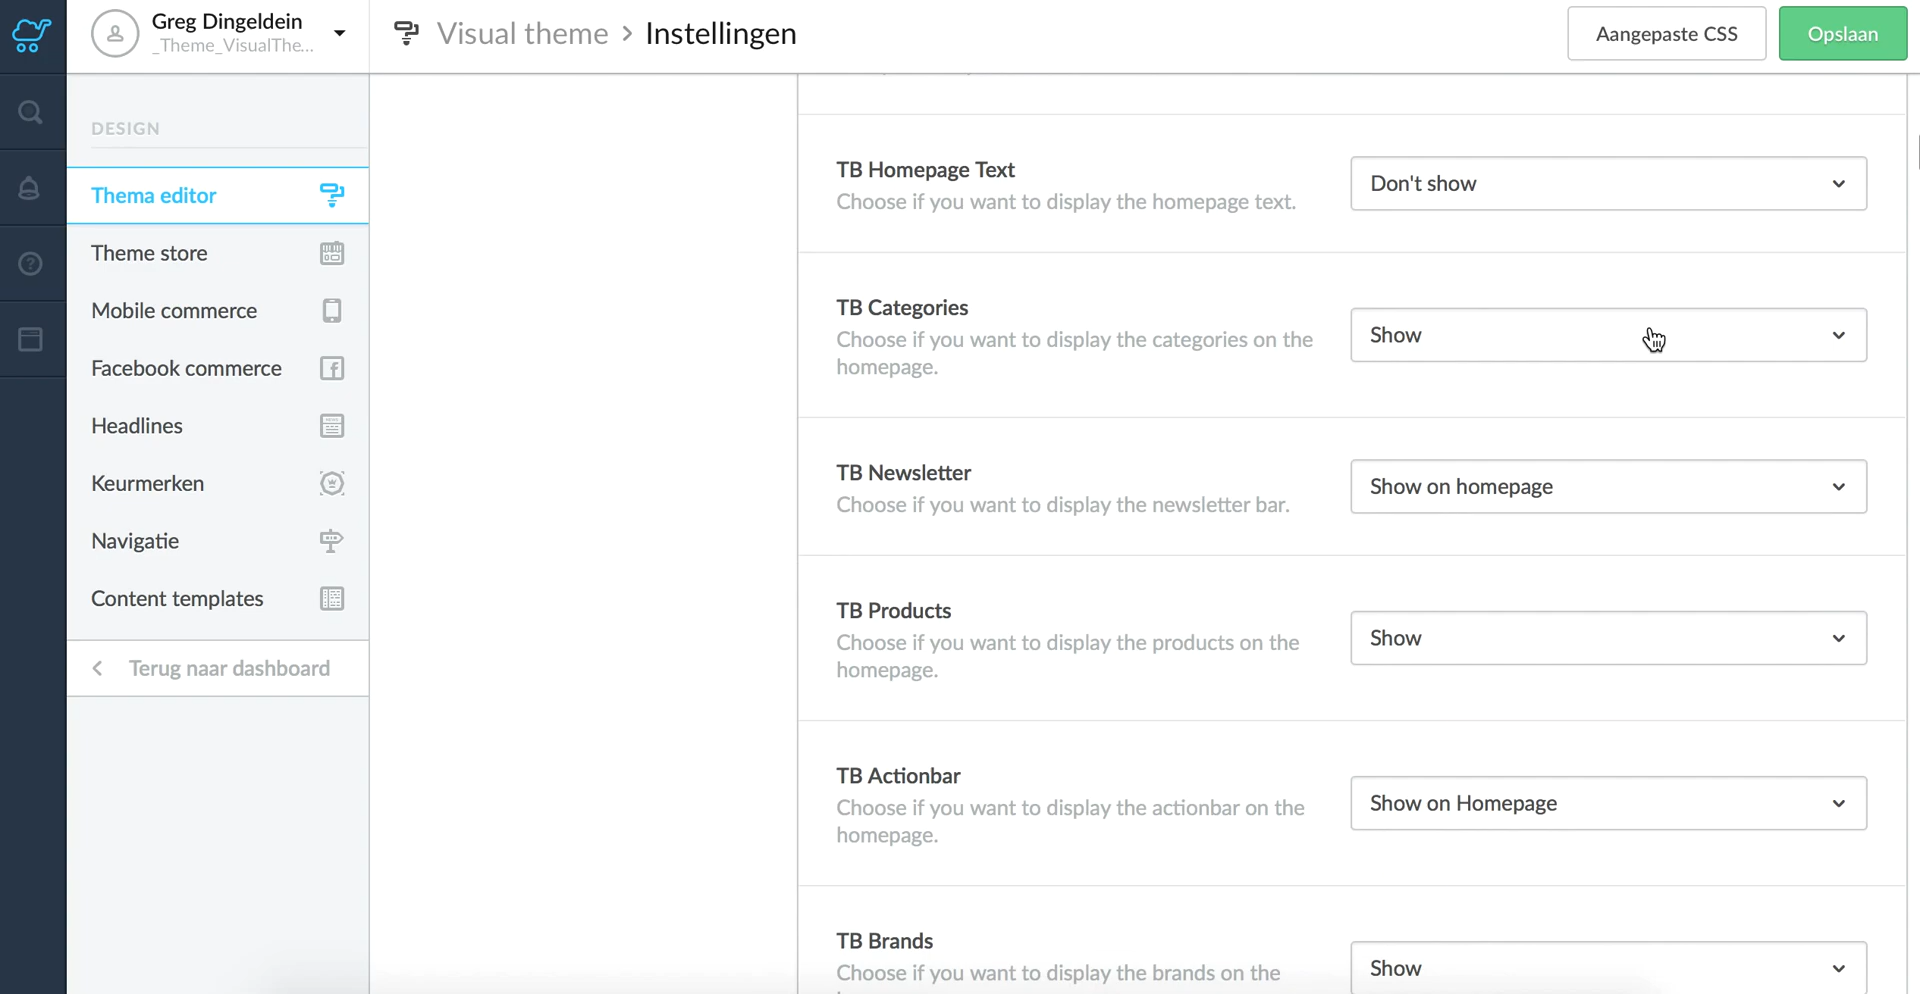 Greg Dingeldein
_Theme_VisualThe...
Visual theme > Instellingen
Aangepaste CSS
Opslaan
DESIGN
Thema editor
Theme store
Mobile commerce
Facebook commerce
Headlines
Keurmerken
Navigatie
Content templates
Terug naar dashboard
TB Homepage Text
Choose if you want to display the homepage text.
Don't show
TB Categories
Choose if you want to display the categories on the
homepage.
Show
TB Newsletter
Choose if you want to display the newsletter bar.
Show on homepage
TB Products
Choose if you want to display the products on the
homepage.
Show
TB Actionbar
Choose if you want to display the actionbar on the
homepage.
Show on Homepage
TB Brands
Choose if you want to display the brands on the
Show